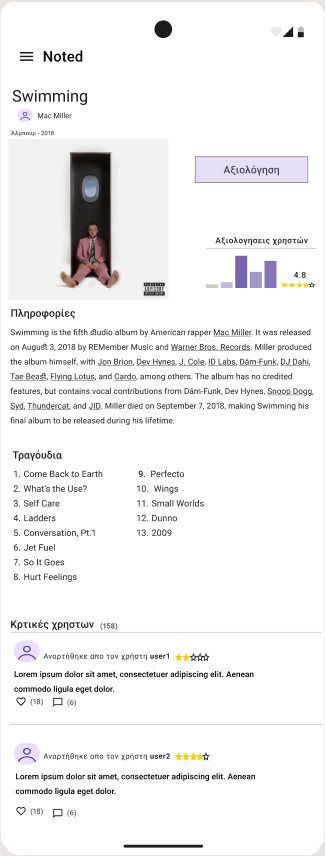 Noted
Swimming
Mac Miller
Άλμπουμ - 2018
Αξιολόγηση
Αξιολογησεις χρηστών
4.8
Πληροφορίες
Swimming is the fifth studio album by American rapper Mac Miller. It was released
on August 3, 2018 by REMember Music and Warner Bros. Records. Miller produced
the album himself, with Jon Brion, Dev Hynes, J. Cole, ID Labs, Dâm-Funk, DJ Dahi,
Tae Beast, Flying Lotus, and Cardo, among others. The album has no credited
features, but contains vocal contributions from Dâm-Funk, Dev Hynes, Snoop Dogg,
Syd, Thundercat, and JID. Miller died on September 7, 2018, making Swimming his
final album to be released during his lifetime.
Τραγούδια
1. Come Back to Earth
2. What's the Use?
3. Self Care
4. Ladders
5. Conversation, Pt.1
6. Jet Fuel
7. So It Goes
8. Hurt Feelings
9. Perfecto
10. Wings
11. Small Worlds
12. Dunno
13. 2009
Κρτικές χρηστων (158)
Αναρτήθηκε απο τον χρήστη user1
Lorem ipsum dolor sit amet, consectetuer adipiscing elit. Aenean
commodo ligula eget dolor.
(18) (6)
Αναρτήθηκε απο τον χρήστη user2
Lorem ipsum dolor sit amet, consectetuer adipiscing elit. Aenean
commodo ligula eget dolor.
(18) (6)